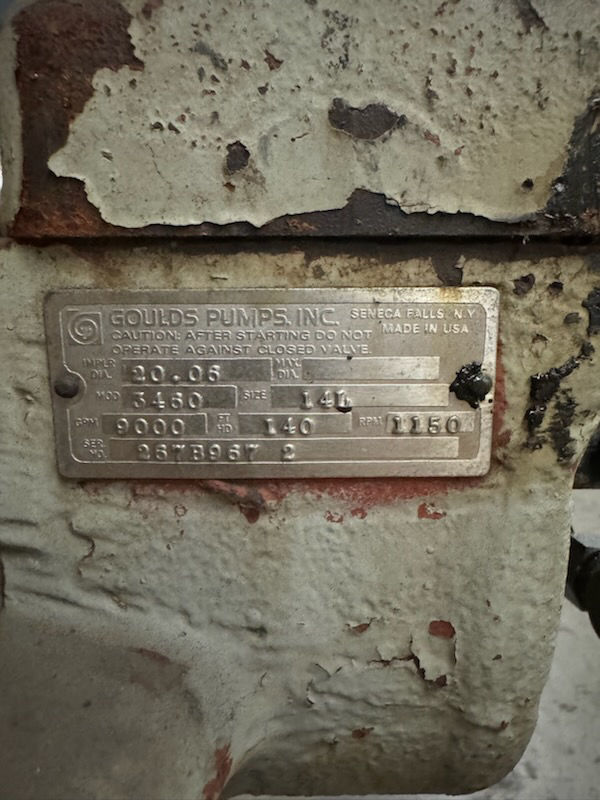 GOULDS PUMPS, INC. SENECA FALLS, N.Y.
CAUTION: AFTER STARTING DO NOT MADE IN USA
OPERATE AGAINST CLOSED VALVE.
IMPLR. DIA. 20.06 MAX. DIA.
MOD 3460 SIZE 14L
GPM 9000 FT HD 140 RPM 1150
SER. NO. 267B967 2